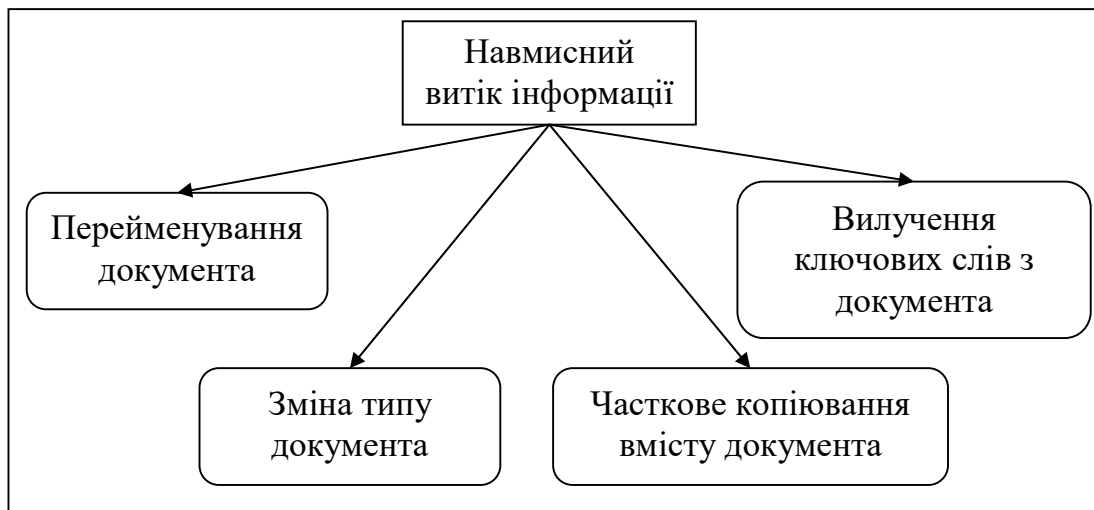 Навмисний
витік інформації
Перейменування
документа
Вилучення
ключових слів з
документа
Зміна типу
документа
Часткове копіювання
вмісту документа